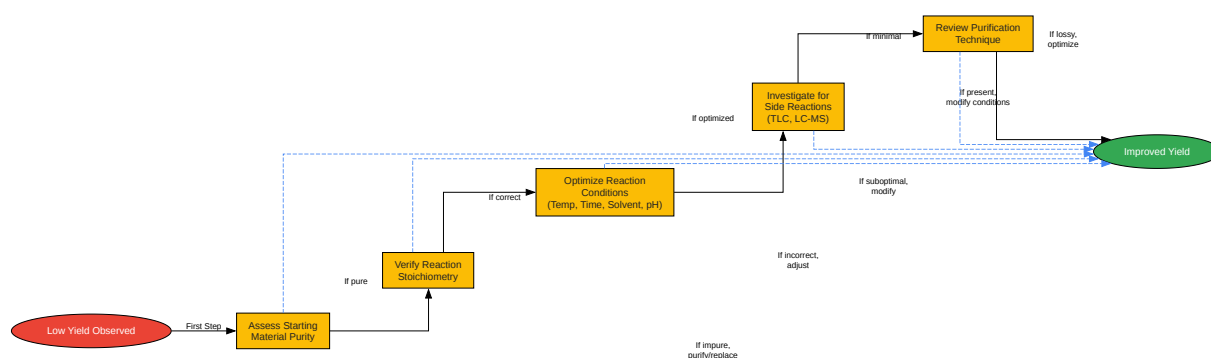 Review Purification
Technique
If lossy,
optimize
If minimal
Investigate for
Side Reactions
(TLC, LC-MS)
If present,
modify conditions
If optimized
Improved Yield
Optimize Reaction
Conditions
(Temp, Time, Solvent, pH)
If suboptimal,
modify
If correct
Verify Reaction
Stoichiometry
If incorrect,
adjust
If pure
Low Yield Observed
First Step
Assess Starting
Material Purity
If impure,
purify/replace